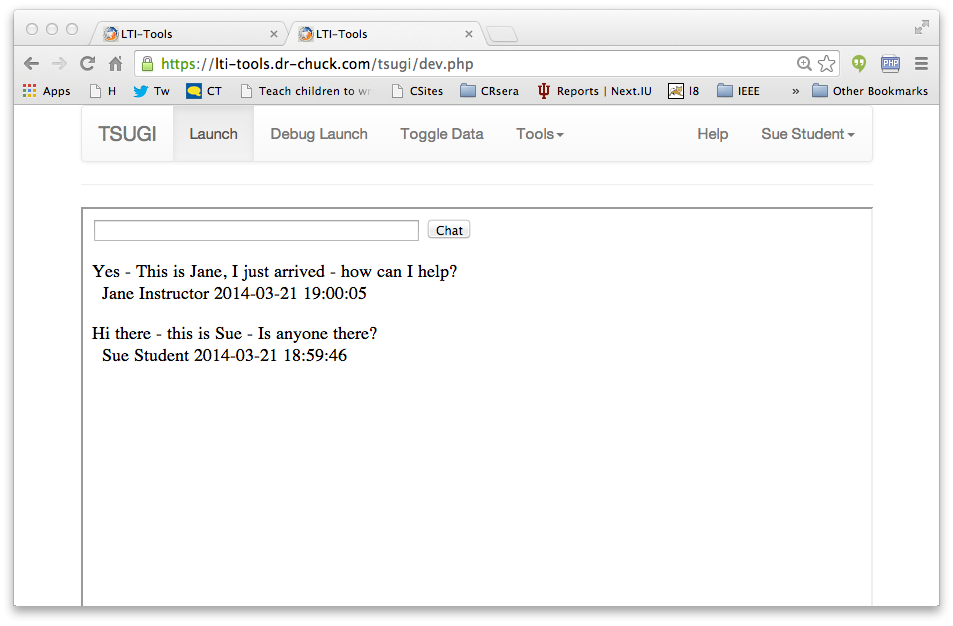 LTI-Tools LTI-Tools
https://lti-tools.dr-chuck.com/tsugi/dev.php PHP
Apps H Tw CT Teach children to CSites CRsera Reports | Next.IU I8 IEEE » Other Bookmarks
TSUGI Launch Debug Launch Toggle Data Tools Help Sue Student
Chat
Yes - This is Jane, I just arrived - how can I help?
Jane Instructor 2014-03-21 19:00:05
Hi there - this is Sue - Is anyone there?
Sue Student 2014-03-21 18:59:46